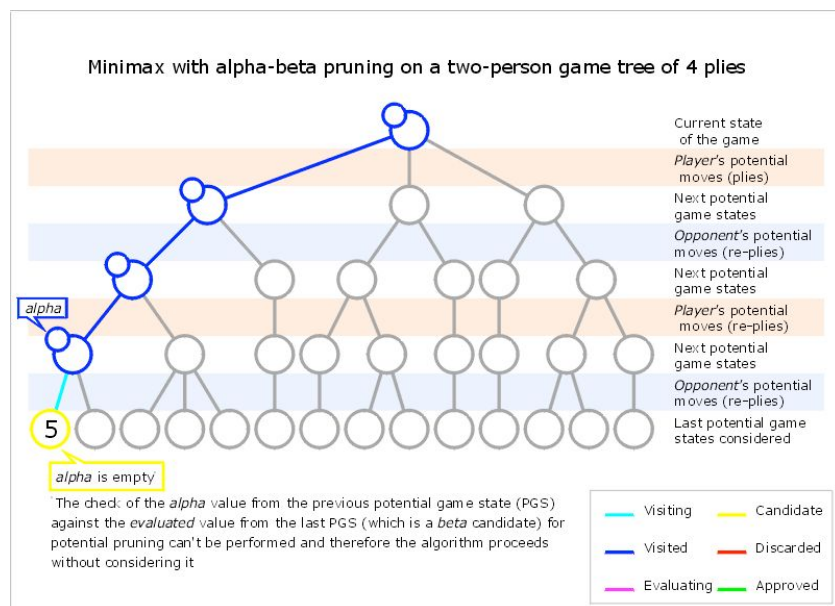 Minimax with alpha-beta pruning on a two-person game tree of 4 plies
Current state
of the game
Player's potential
moves (plies)
Next potential
game states
Opponent's potential
moves (re-plies)
Next potential
game states
Player's potential
moves (re-plies)
Next potential
game states
Opponent's potential
moves (re-plies)
Last potential game
states considered
alpha
5
alpha is empty'
'The check of the alpha value from the previous potential game state (PGS)
against the evaluated value from the last PGS (which is a beta candidate) for
potential pruning can't be performed and therefore the algorithm proceeds
without considering it
Visiting
Candidate
Visited
Discarded
Evaluating
Approved